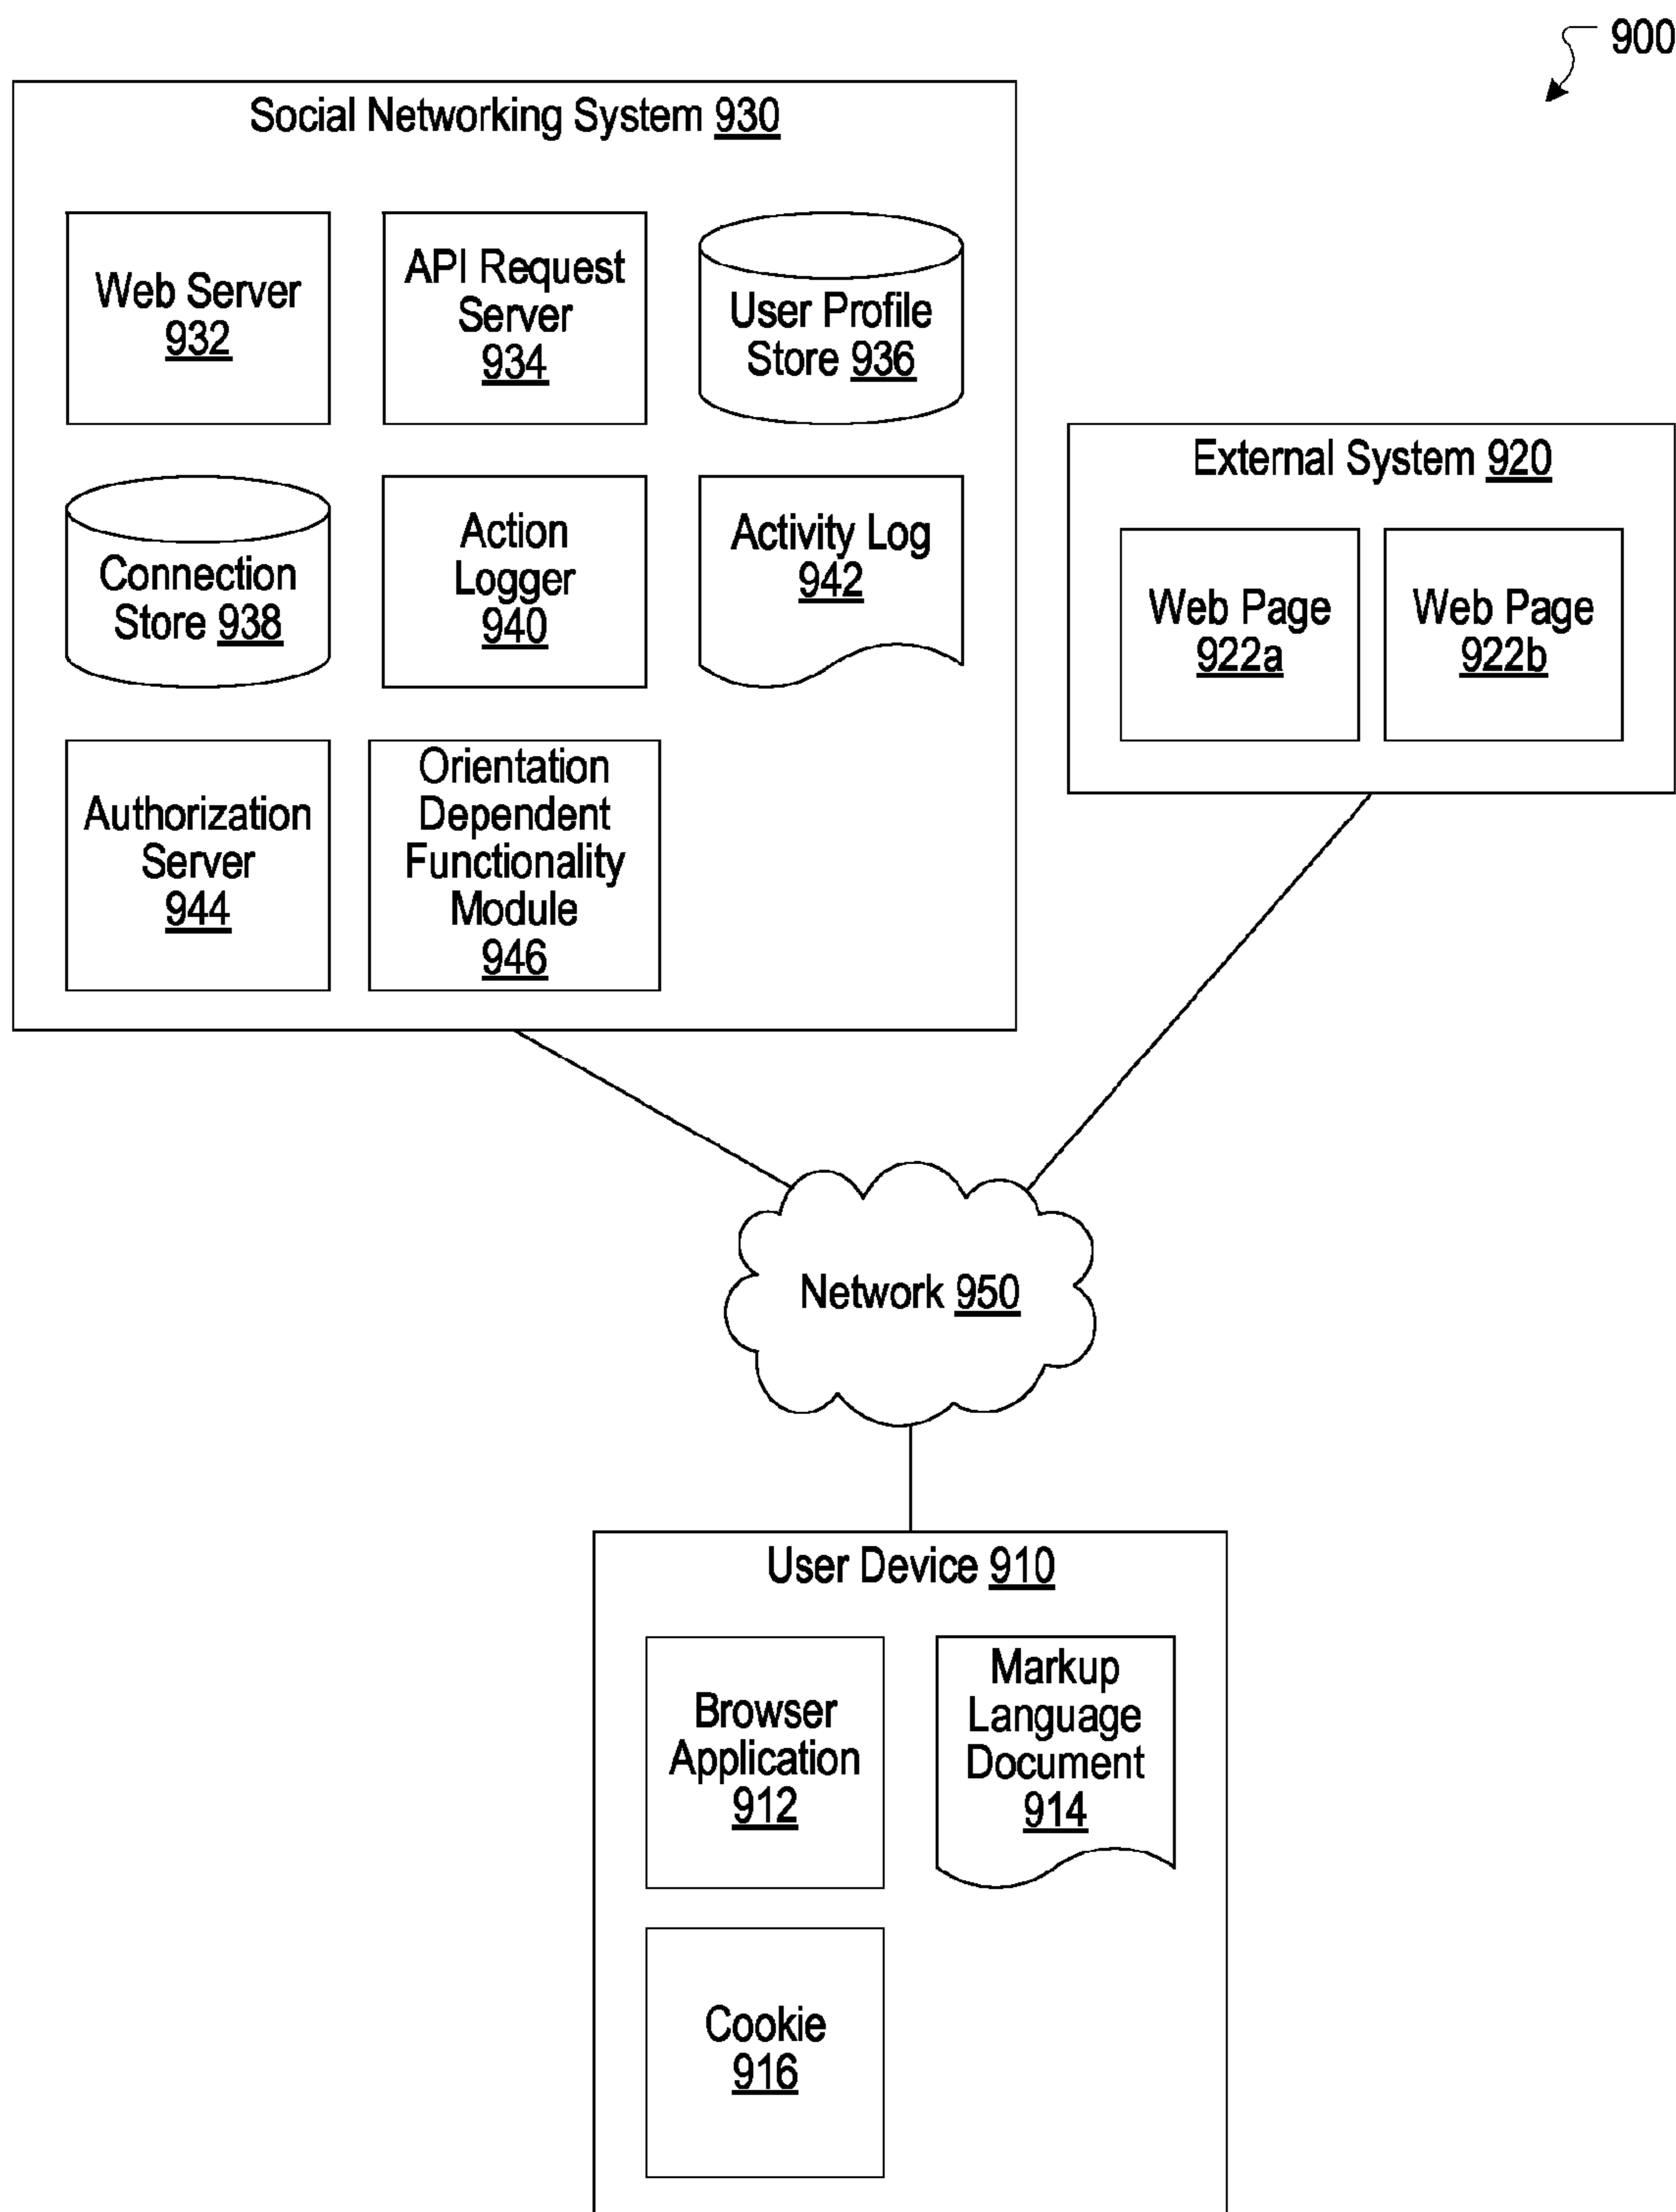 900
Social Networking System 930
Web Server
932
API Request
Server
934
User Profile
Store 936
Connection
Store 938
Action
Logger
940
Activity Log
942
Authorization
Server
944
Orientation
Dependent
Functionality
Module
946
External System 920
Web Page
922a
Web Page
922b
Network 950
User Device 910
Browser
Application
912
Markup
Language
Document
914
Cookie
916